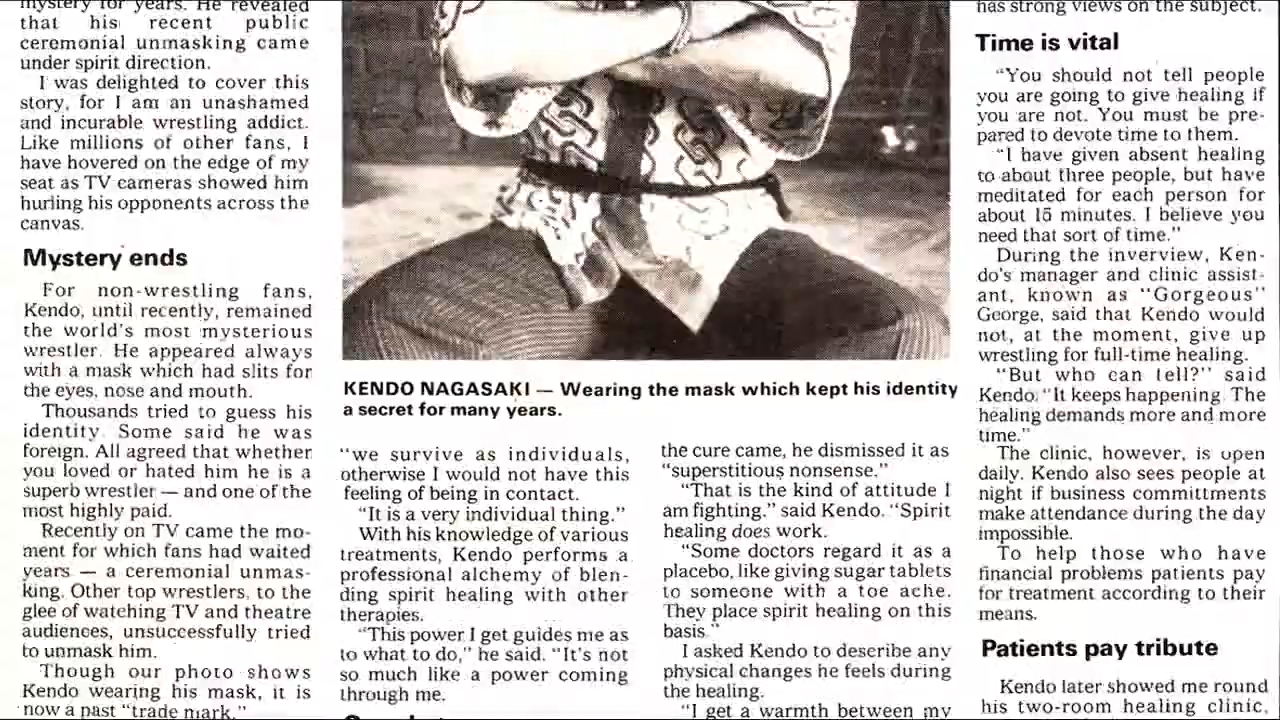 mystery for years. He revealed
that his recent public
ceremonial unmasking came
under spirit direction.
I was delighted to cover this
story, for I am an unashamed
and incurable wrestling addict.
Like millions of other fans, I
have hovered on the edge of my
seat as TV cameras showed him
hurling his opponents across the
canvas.
Mystery ends
For non-wrestling fans,
Kendo, until recently, remained
the world's most mysterious
wrestler. He appeared always
with a mask which had slits for
the eyes, nose and mouth.
Thousands tried to guess his
identity. Some said he was
foreign. All agreed that whether
you loved or hated him he is a
superb wrestler — and one of the
most highly paid.
Recently on TV came the mo-
ment for which fans had waited
years — a ceremonial unmas-
king. Other top wrestlers, to the
glee of watching TV and theatre
audiences, unsuccessfully tried
to unmask him.
Though our photo shows
Kendo wearing his mask, it is
now a past "trade mark."
KENDO NAGASAKI — Wearing the mask which kept his identity
a secret for many years.
"we survive as individuals,
otherwise I would not have this
feeling of being in contact.
"It is a very individual thing."
With his knowledge of various
treatments, Kendo performs a
professional alchemy of blen-
ding spirit healing with other
therapies.
"This power I get guides me as
to what to do," he said. "It's not
so much like a power coming
through me.
the cure came, he dismissed it as
"superstitious nonsense."
"That is the kind of attitude I
am fighting." said Kendo. "Spirit
healing does work.
"Some doctors regard it as a
placebo, like giving sugar tablets
to someone with a toe ache.
They place spirit healing on this
basis."
I asked Kendo to describe any
physical changes he feels during
the healing.
"I get a warmth between my
has strong views on the subject.
Time is vital
"You should not tell people
you are going to give healing if
you are not. You must be pre-
pared to devote time to them.
"I have given absent healing
to about three people, but have
meditated for each person for
about 15 minutes. I believe you
need that sort of time."
During the inverview, Ken-
do's manager and clinic assist-
ant, known as "Gorgeous"
George, said that Kendo would
not, at the moment, give up
wrestling for full-time healing.
"But who can tell?" said
Kendo. "It keeps happening. The
healing demands more and more
time."
The clinic, however, is open
daily. Kendo also sees people at
night if business committments
make attendance during the day
impossible.
To help those who have
financial problems patients pay
for treatment according to their
means.
Patients pay tribute
Kendo later showed me round
his two-room healing clinic,